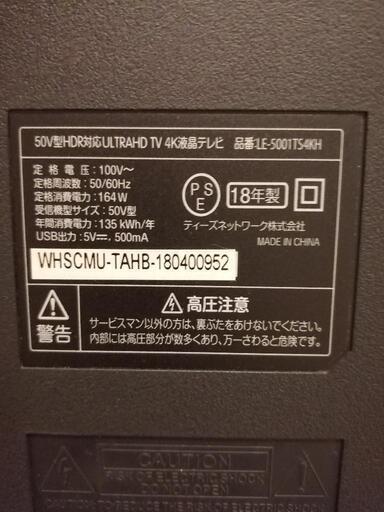 50V型HDR対応ULTRAHD TV 4K液晶テレビ 品番:LE-5001TS4KH
定格電圧:100V～
定格周波数:50/60Hz
定格消費電力:164W
受信機型サイズ:50V型
年間消費電力:135 kWh/年
USB出力:5V⎓, 500mA
PS
E
18年製
ティーズネットワーク株式会社
MADE IN CHINA
WHSCMU-TAHB-180400952
警告
高圧注意
サービスマン以外の方は、裏ぶたをあけないでください。
内部には高圧部分が数多くあり、万一さわると危険です。
CAUTION
RISK OF ELECTRIC SHOCK
DO NOT OPEN